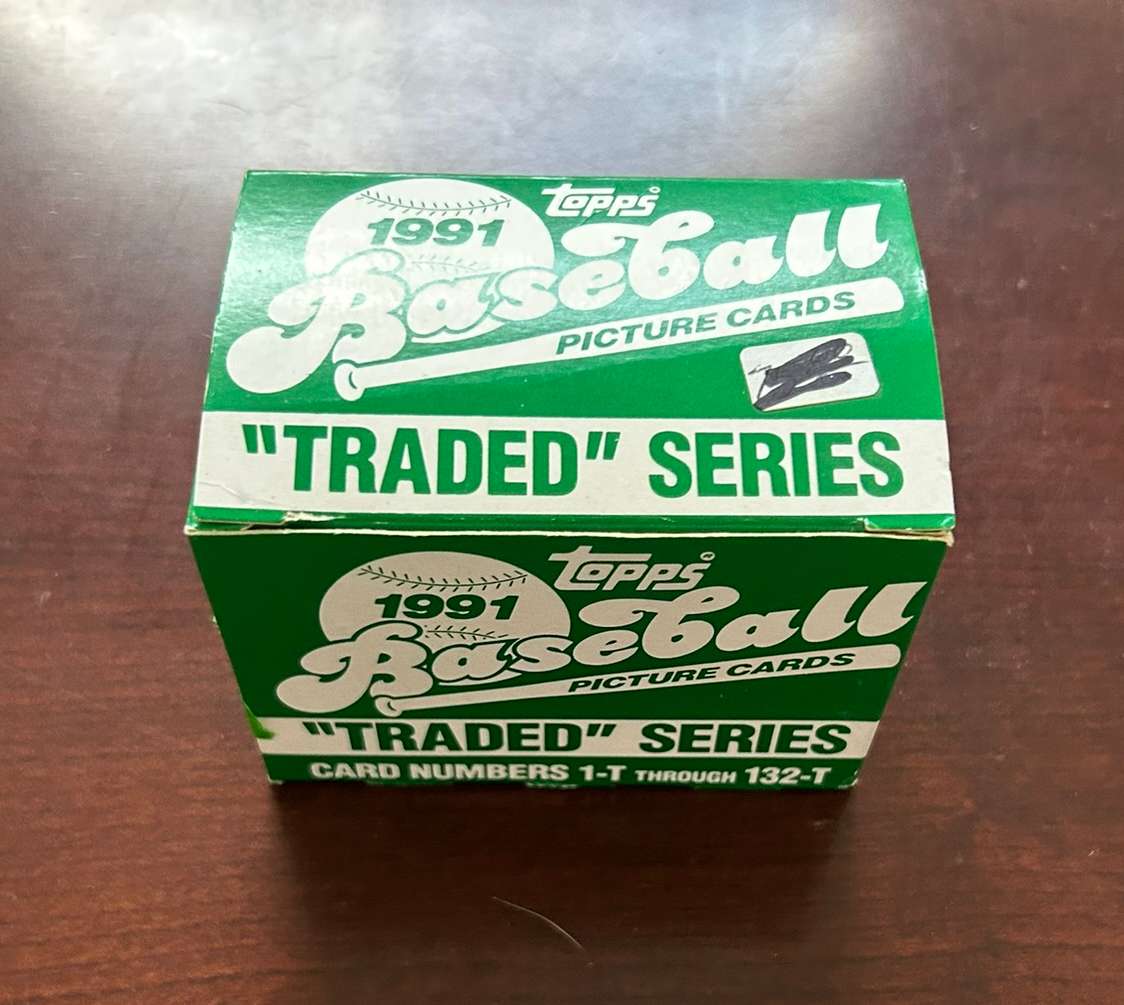 topps®
1991
Baseball
PICTURE CARDS
"TRADED" SERIES
topps®
1991
Baseball
PICTURE CARDS
"TRADED" SERIES
CARD NUMBERS 1-T THROUGH 132-T